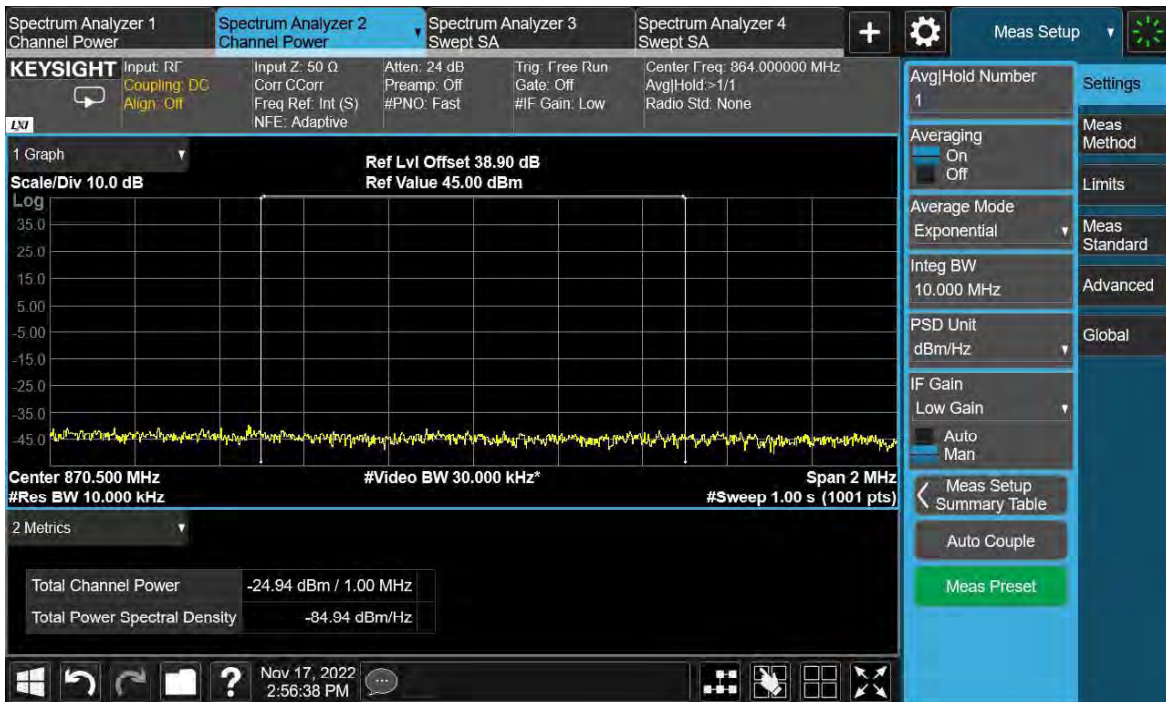 Spectrum Analyzer 1
Channel Power
Spectrum Analyzer 2
Channel Power
Spectrum Analyzer 3
Swept SA
Spectrum Analyzer 4
Swept SA
+
Meas Setup
KEYSIGHT
LXI
Input: RF
Coupling: DC
Align: Off
Input Z: 50 Ω
Corr CCorr
Freq Ref: Int (S)
NFE: Adaptive
Atten: 24 dB
Preamp: Off
#PNO: Fast
Trig: Free Run
Gate: Off
#IF Gain: Low
Center Freq: 864.000000 MHz
Avg|Hold:>1/1
Radio Std: None
1 Graph
Scale/Div 10.0 dB
Ref Lvl Offset 38.90 dB
Ref Value 45.00 dBm
Log
35.0
25.0
15.0
5.00
-5.00
-15.0
-25.0
-35.0
-45.0
Center 870.500 MHz
#Res BW 10.000 kHz
#Video BW 30.000 kHz*
Span 2 MHz
#Sweep 1.00 s (1001 pts)
2 Metrics
Total Channel Power -24.94 dBm / 1.00 MHz
Total Power Spectral Density -84.94 dBm/Hz
?
Nov 17, 2022
2:56:38 PM
Avg|Hold Number
1
Averaging
On
Off
Average Mode
Exponential
Integ BW
10.000 MHz
PSD Unit
dBm/Hz
IF Gain
Low Gain
Auto
Man
Meas Setup
Summary Table
Auto Couple
Meas Preset
Settings
Meas
Method
Limits
Meas
Standard
Advanced
Global